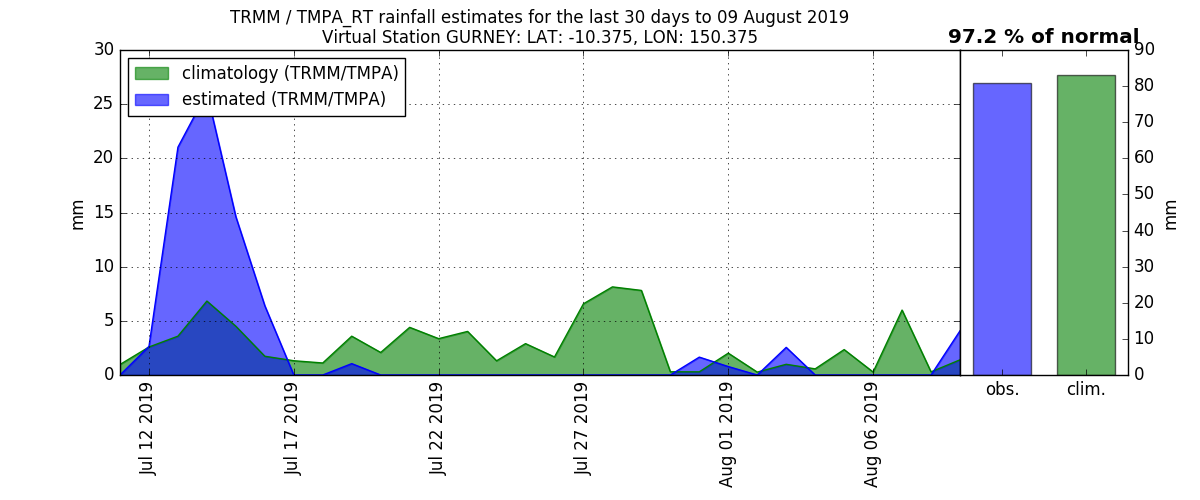 TRMM / TMPA_RT rainfall estimates for the last 30 days to 09 August 2019
Virtual Station GURNEY: LAT: -10.375, LON: 150.375
97.2 % of normal
climatology (TRMM/TMPA)
estimated (TRMM/TMPA)
30
25
20
15
10
5
0
mm
Jul 12 2019
Jul 17 2019
Jul 22 2019
Jul 27 2019
Aug 01 2019
Aug 06 2019
obs.
clim.
90
80
70
60
50
40
30
20
10
0
mm